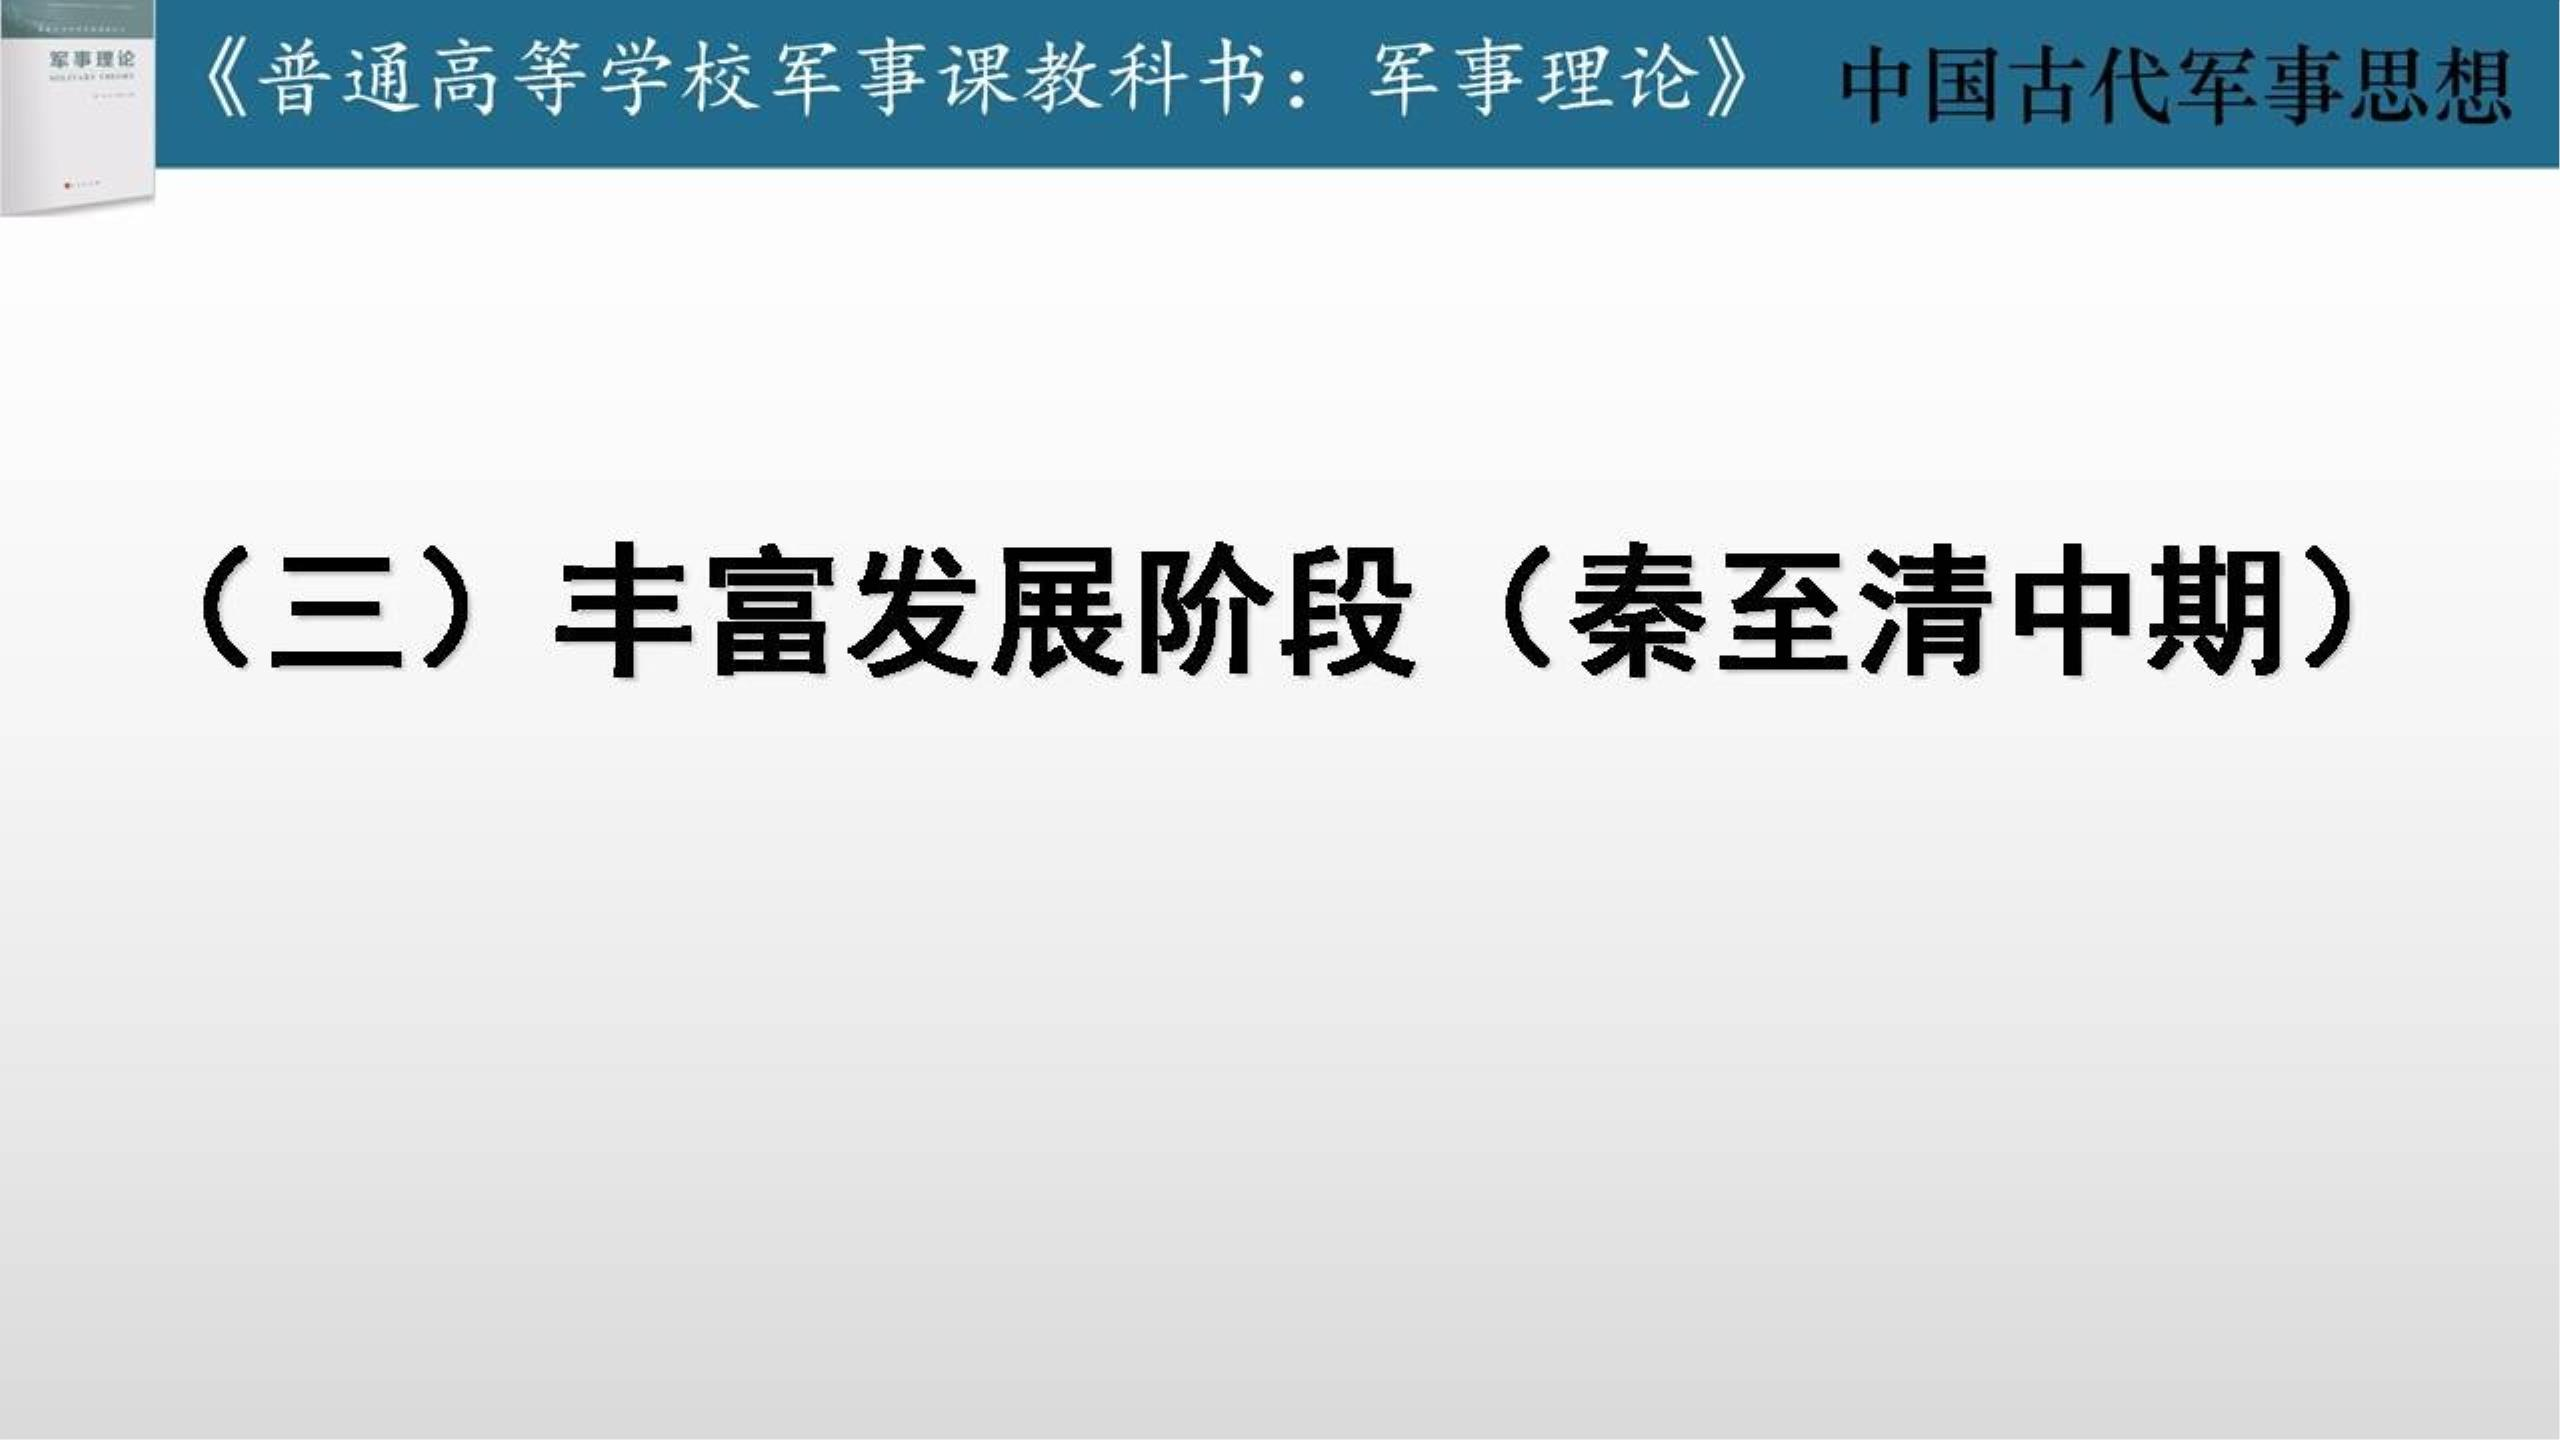 《普通高等学校军事课教科书：军事理论》 中国古代军事思想
军事理论
MILITARY THEORY
（三）丰富发展阶段（秦至清中期）